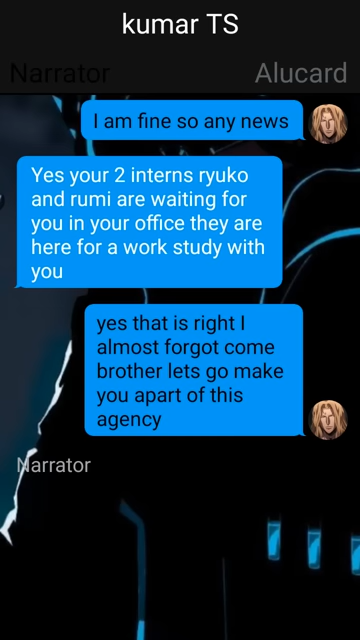 kumar TS
Narrator
Alucard
I am fine so any news
Yes your 2 interns ryuko
and rumi are waiting for
you in your office they are
here for a work study with
you
yes that is right I
almost forgot come
brother lets go make
you apart of this
agency
Narrator